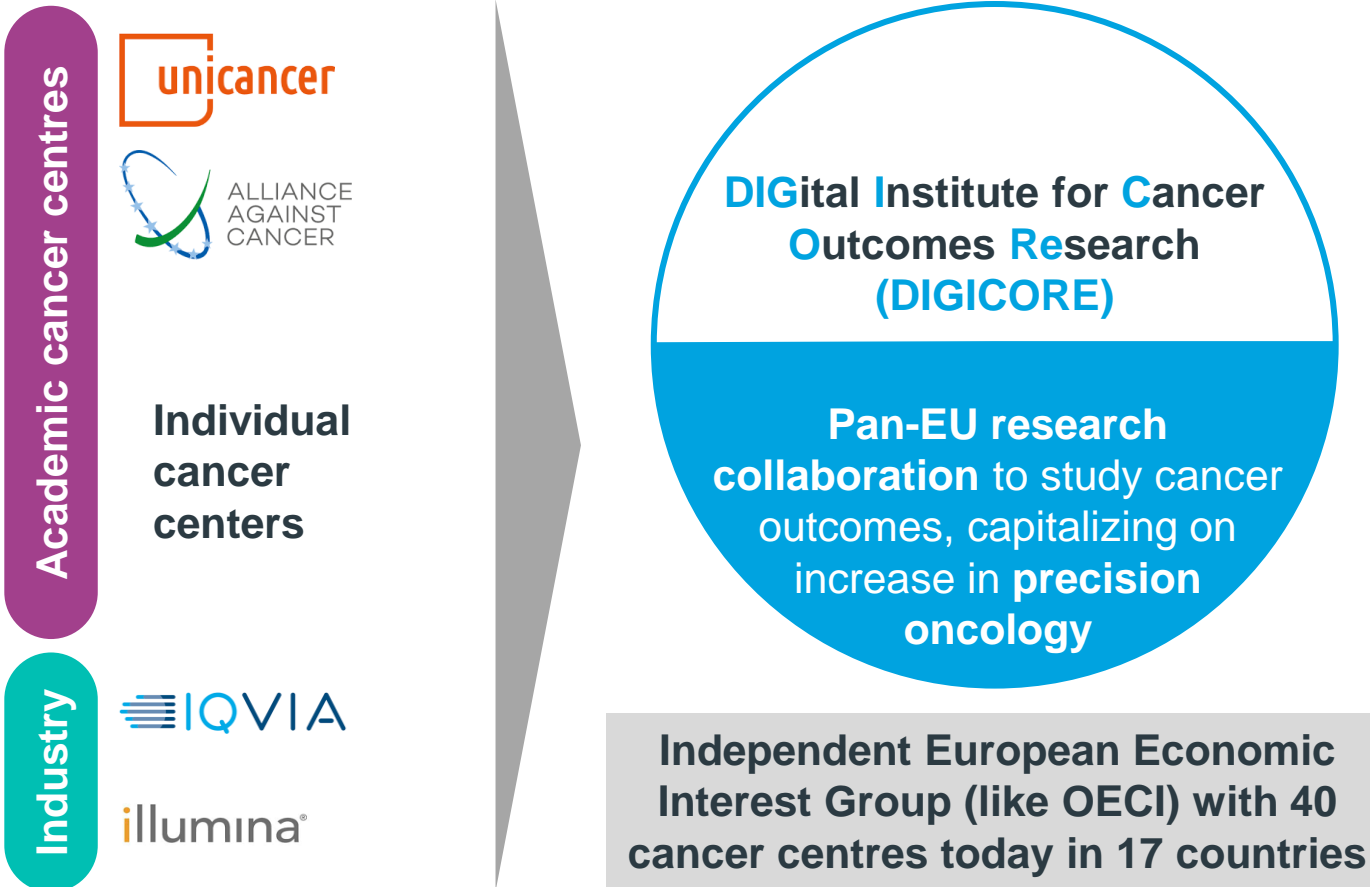 Academic cancer centres
unicancer
ALLIANCE
AGAINST
CANCER
Individual
cancer
centers
Industry
IQVIA
illumina®
DIGital Institute for Cancer
Outcomes Research
(DIGICORE)
Pan-EU research
collaboration to study cancer
outcomes, capitalizing on
increase in precision
oncology
Independent European Economic
Interest Group (like OECI) with 40
cancer centres today in 17 countries